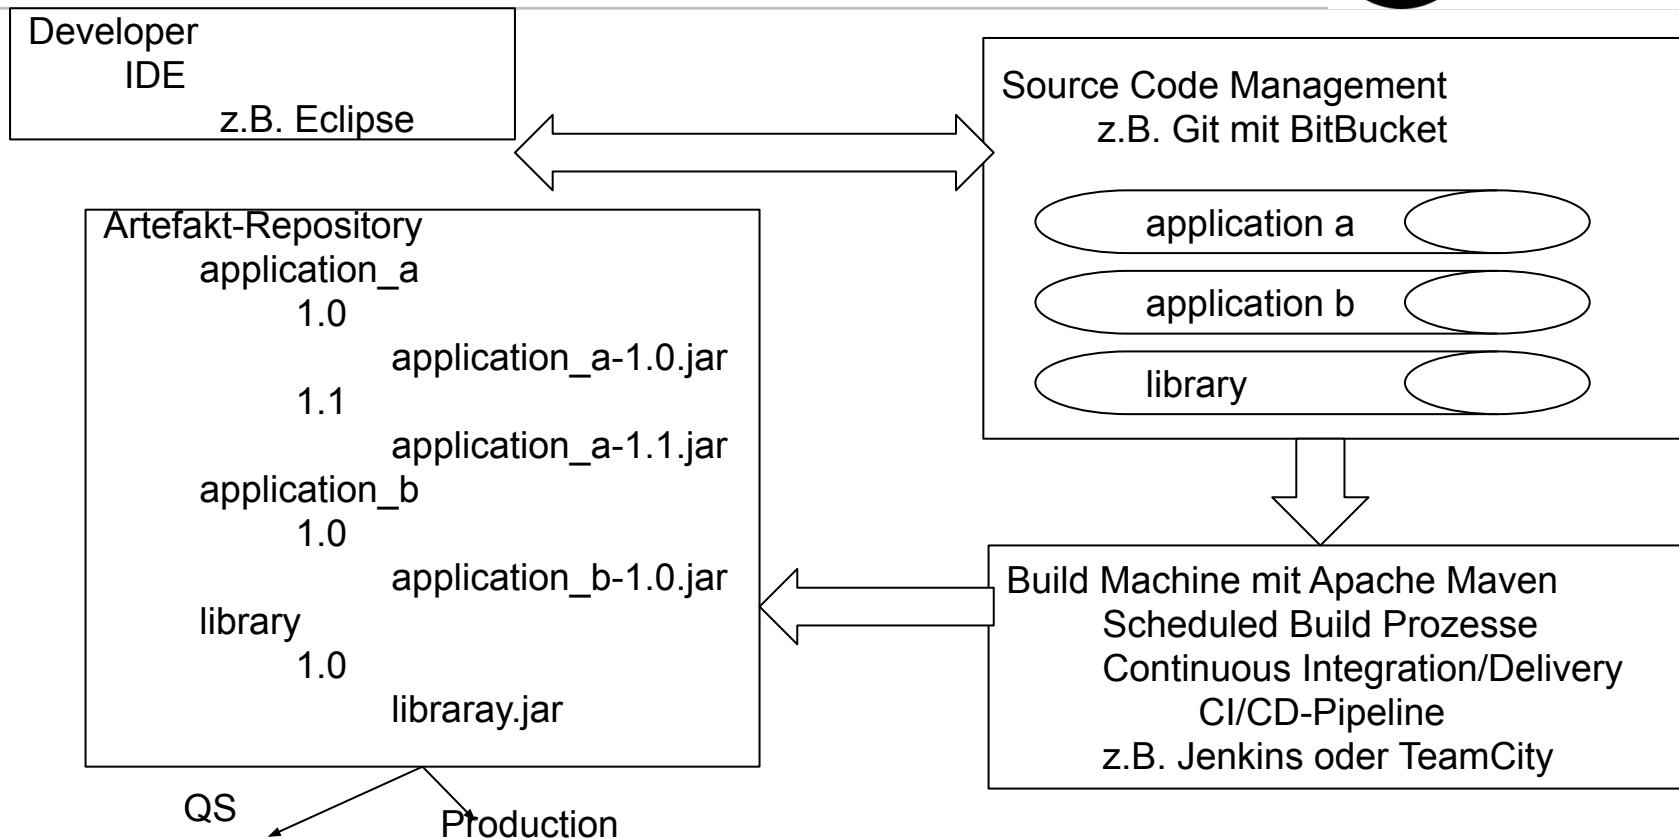 Developer
IDE
z.B. Eclipse
Source Code Management
z.B. Git mit BitBucket
application a
application b
library
Artefakt-Repository
application_a
1.0
application_a-1.0.jar
1.1
application_a-1.1.jar
application_b
1.0
application_b-1.0.jar
library
1.0
libraray.jar
Build Machine mit Apache Maven
Scheduled Build Prozesse
Continuous Integration/Delivery
CI/CD-Pipeline
z.B. Jenkins oder TeamCity
QS
Production